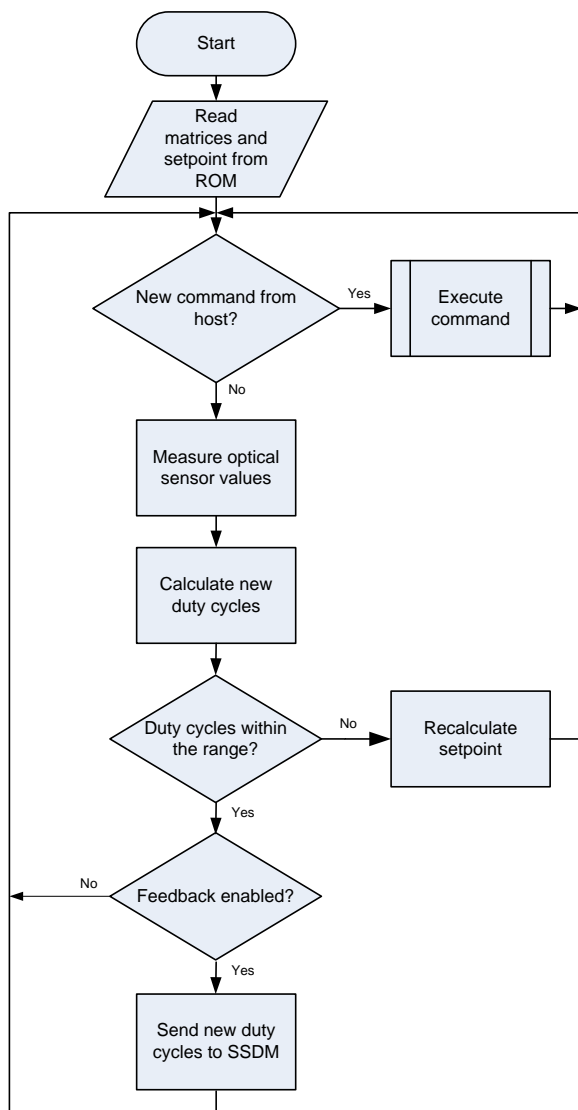 Start
Read
matrices and
setpoint from
ROM
New command from
host?
Yes
Execute
command
No
Measure optical
sensor values
Calculate new
duty cycles
Duty cycles within
the range?
No
Recalculate
setpoint
Yes
No
Feedback enabled?
Yes
Send new duty
cycles to SSDM